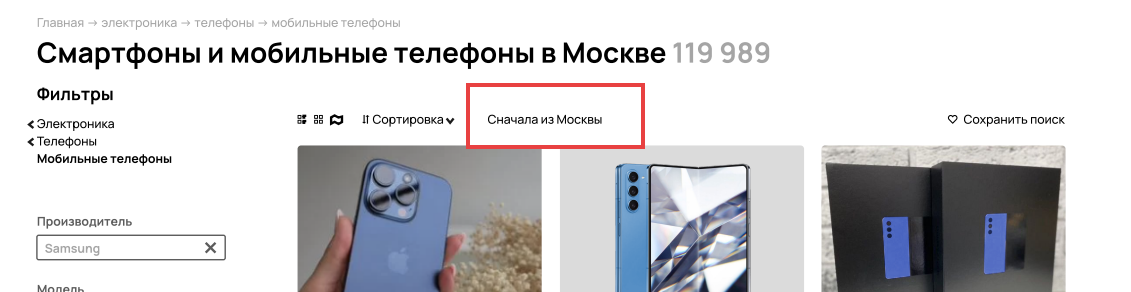 Главная → электроника → телефоны → мобильные телефоны
Смартфоны и мобильные телефоны в Москве 119 989
Фильтры
Электроника
Телефоны
Мобильные телефоны
Сортировка
Сначала из Москвы
Сохранить поиск
Производитель
Samsung
Модель